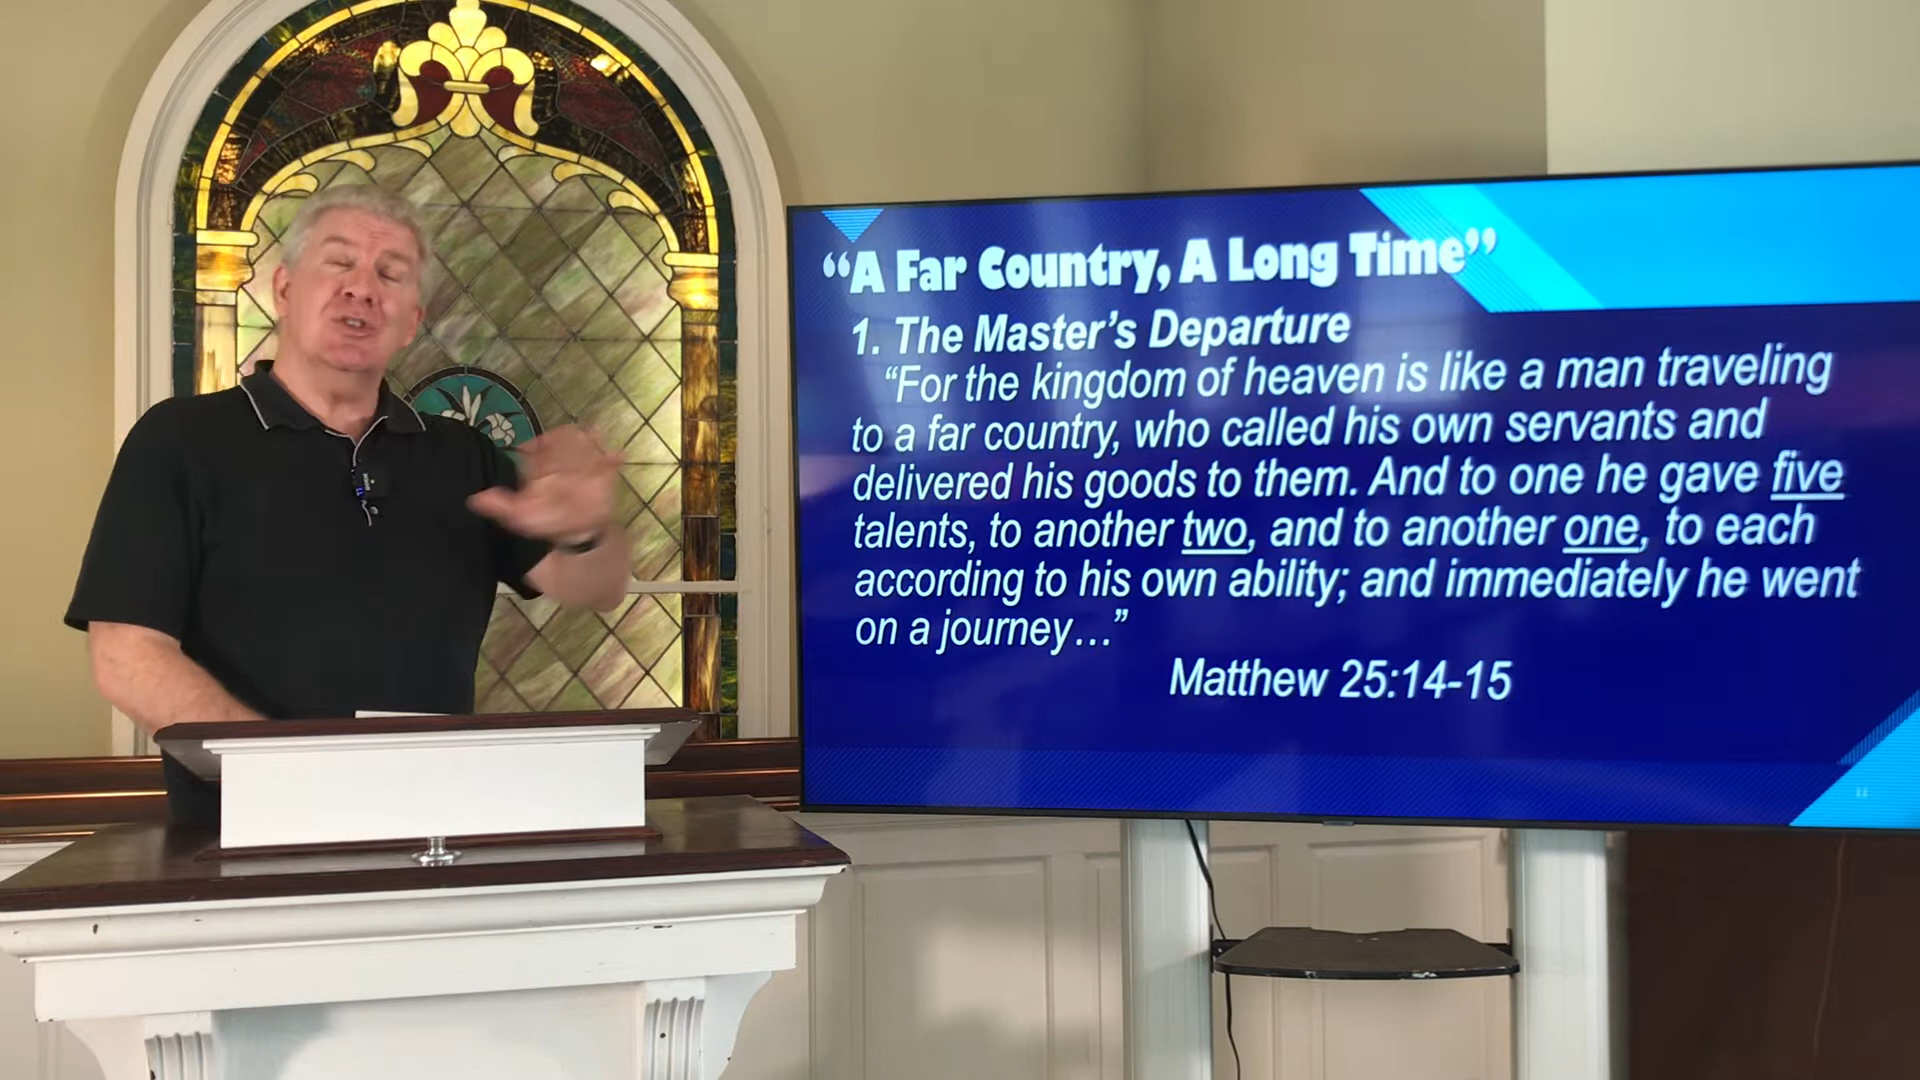 “A Far Country, A Long Time”
1. The Master’s Departure
“For the kingdom of heaven is like a man traveling
to a far country, who called his own servants and
delivered his goods to them. And to one he gave five
talents, to another two, and to another one, to each
according to his own ability; and immediately he went
on a journey…”
Matthew 25:14-15